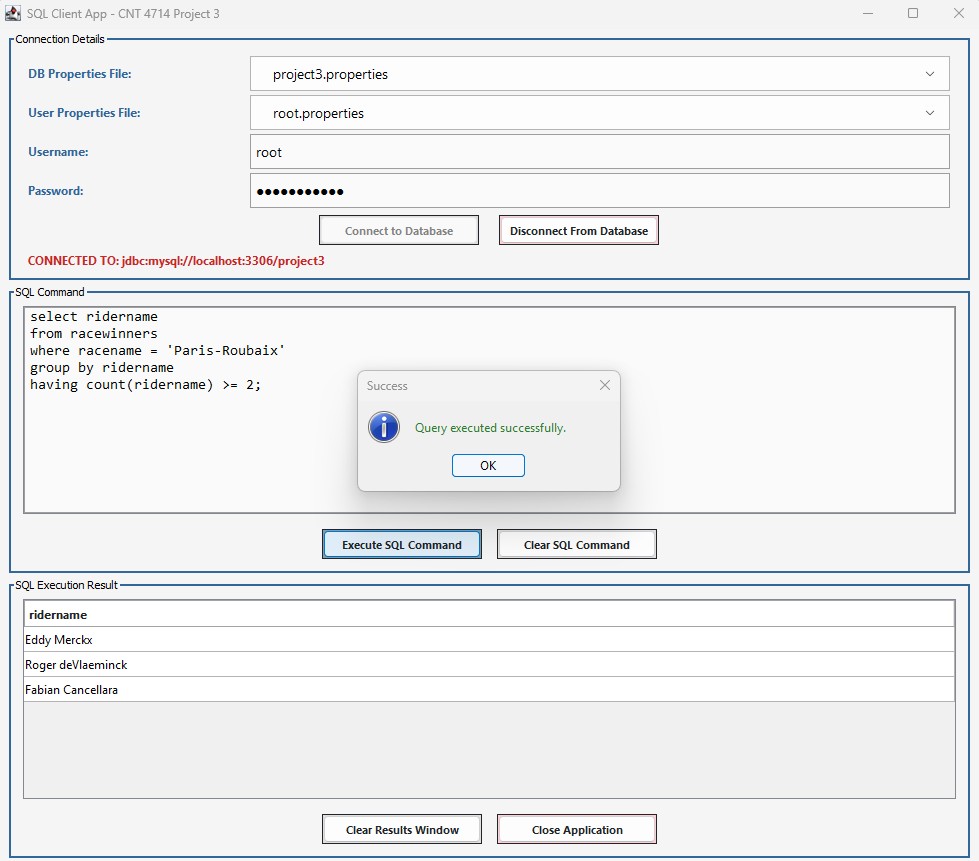 SQL Client App - CNT 4714 Project 3
Connection Details
DB Properties File:
project3.properties
User Properties File:
root.properties
Username:
root
Password:
●●●●●●●●●●●
Connect to Database
Disconnect From Database
CONNECTED TO: jdbc:mysql://localhost:3306/project3
SQL Command
select ridername
from racewinners
where racename = 'Paris-Roubaix'
group by ridername
having count(ridername) >= 2;
Success
Query executed successfully.
OK
Execute SQL Command
Clear SQL Command
SQL Execution Result
ridername
Eddy Merckx
Roger deVlaeminck
Fabian Cancellara
Clear Results Window
Close Application